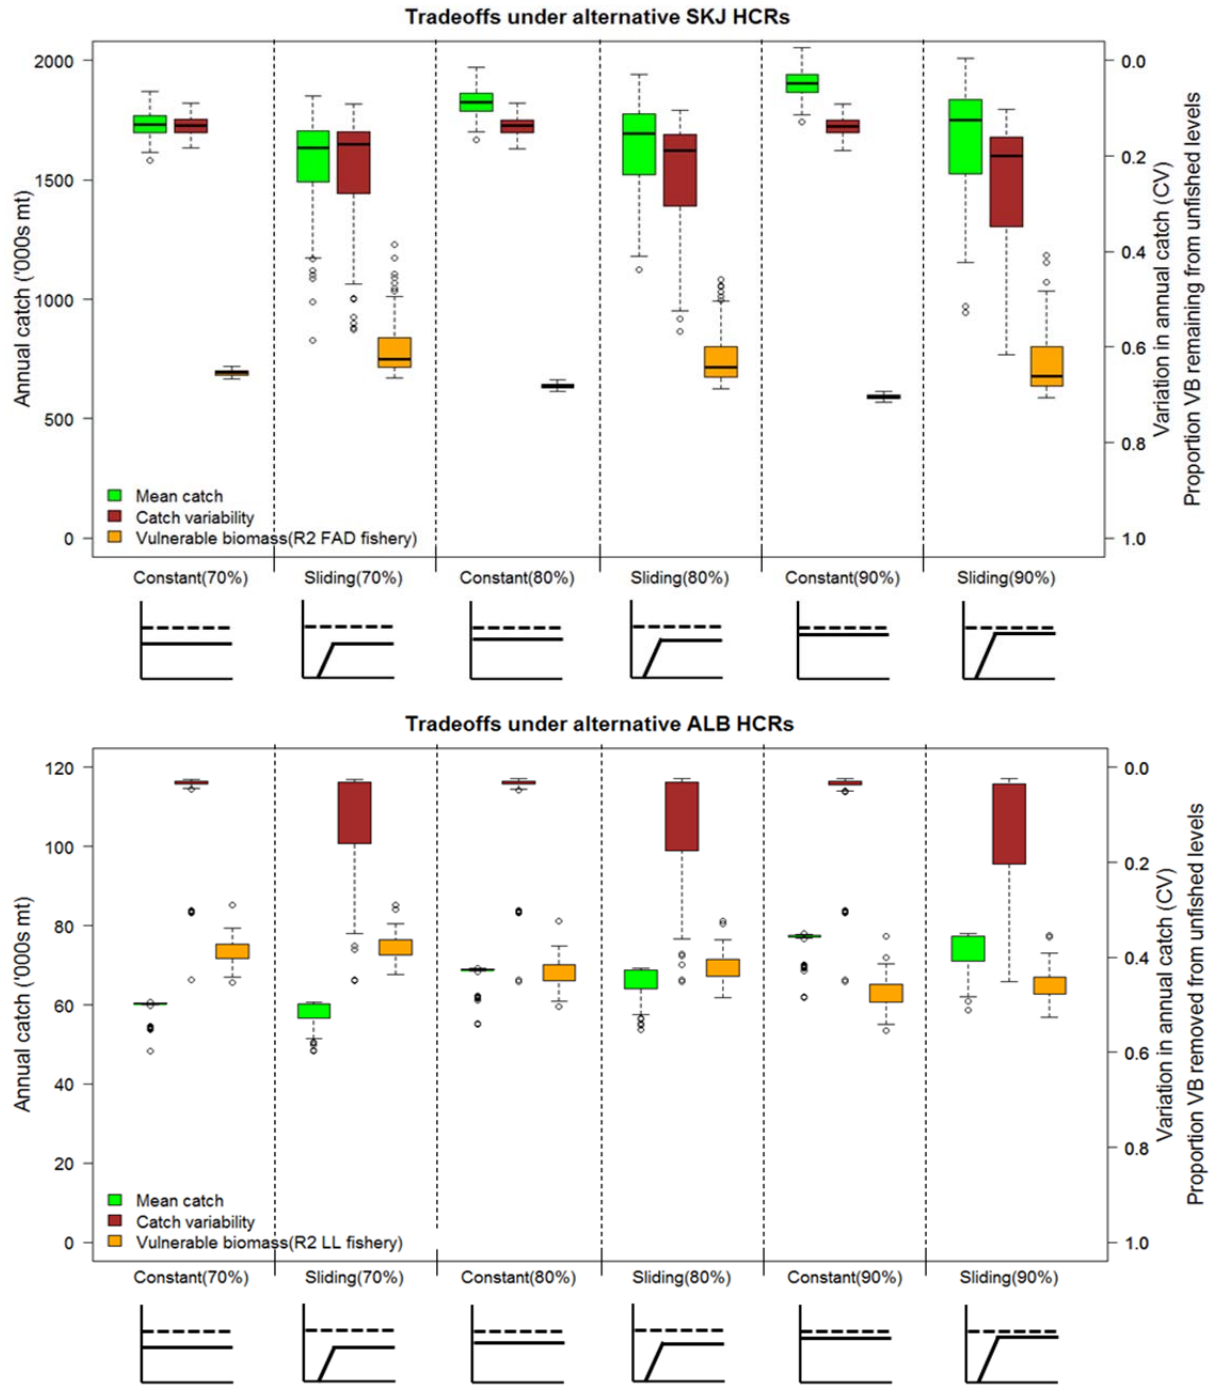 Tradeoffs under alternative SKJ HCRs
2000
1500
1000
500
0
Annual catch ('000s mt)
0.0
0.2
0.4
0.6
0.8
1.0
Variation in annual catch (CV)
Proportion VB remaining from unfished levels
Mean catch
Catch variability
Vulnerable biomass(R2 FAD fishery)
Constant(70%)
Sliding(70%)
Constant(80%)
Sliding(80%)
Constant(90%)
Sliding(90%)
Tradeoffs under alternative ALB HCRs
120
100
80
60
40
20
0
Annual catch ('000s mt)
0.0
0.2
0.4
0.6
0.8
1.0
Variation in annual catch (CV)
Proportion VB removed from unfished levels
Mean catch
Catch variability
Vulnerable biomass(R2 LL fishery)
Constant(70%)
Sliding(70%)
Constant(80%)
Sliding(80%)
Constant(90%)
Sliding(90%)